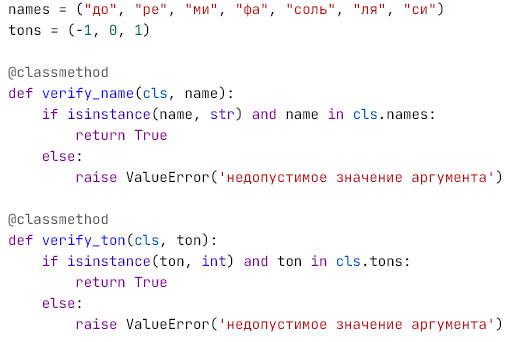 names = ("до", "ре", "ми", "фа", "соль", "ля", "си")
tons = (-1, 0, 1)

@classmethod
def verify_name(cls, name):
    if isinstance(name, str) and name in cls.names:
        return True
    else:
        raise ValueError('недопустимое значение аргумента')

@classmethod
def verify_ton(cls, ton):
    if isinstance(ton, int) and ton in cls.tons:
        return True
    else:
        raise ValueError('недопустимое значение аргумента')